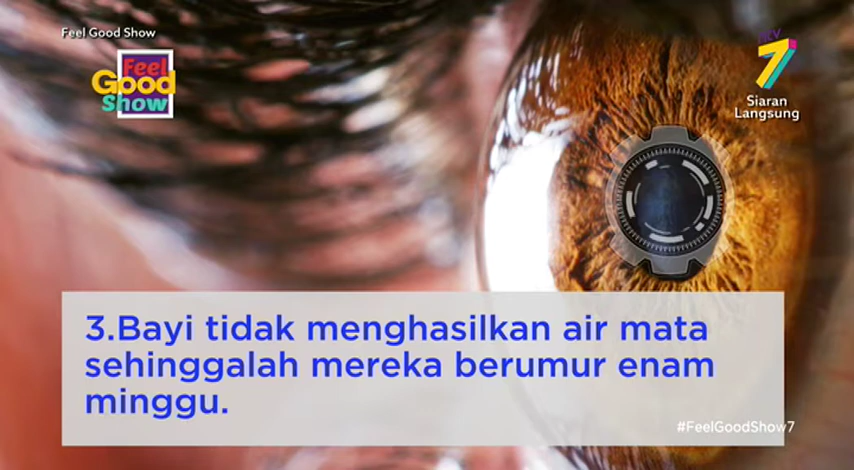 Feel Good Show
Feel
Good
Show
ntv
7
Siaran
Langsung
3.Bayi tidak menghasilkan air mata
sehinggalah mereka berumur enam
minggu.
#FeelGoodShow7